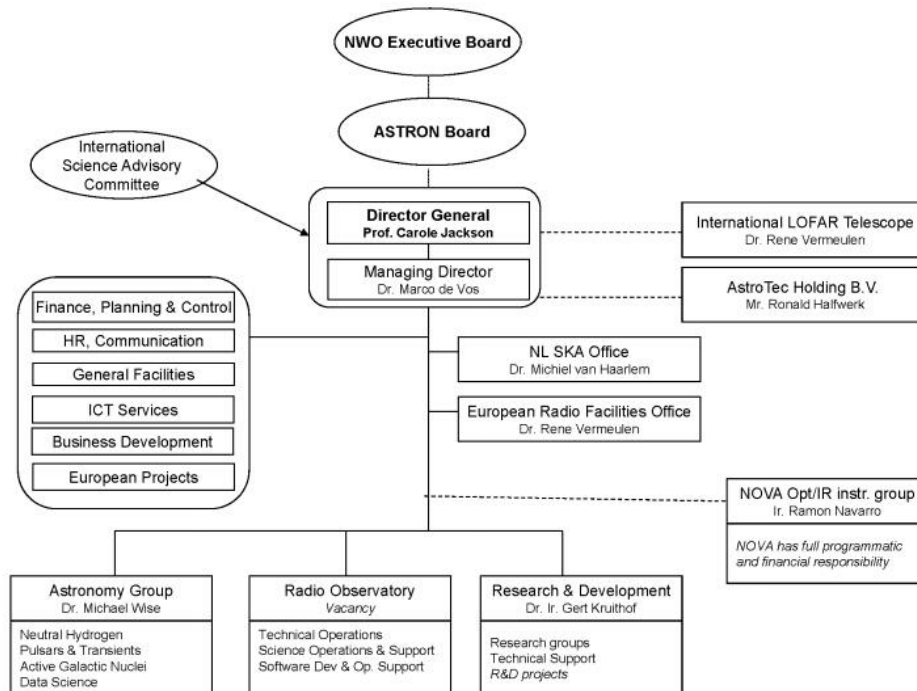 NWO Executive Board
ASTRON Board
International
Science Advisory
Committee
Director General
Prof. Carole Jackson
Managing Director
Dr. Marco de Vos
International LOFAR Telescope
Dr. Rene Vermeulen
AstroTec Holding B.V.
Mr. Ronald Halfwerk
Finance, Planning & Control
HR, Communication
General Facilities
ICT Services
Business Development
European Projects
NL SKA Office
Dr. Michiel van Haarlem
European Radio Facilities Office
Dr. Rene Vermeulen
NOVA Opt/IR instr. group
Ir. Ramon Navarro
NOVA has full programmatic
and financial responsibility
Astronomy Group
Dr. Michael Wise
Neutral Hydrogen
Pulsars & Transients
Active Galactic Nuclei
Data Science
Radio Observatory
Vacancy
Technical Operations
Science Operations & Support
Software Dev & Op. Support
Research & Development
Dr. Ir. Gert Kruithof
Research groups
Technical Support
R&D projects